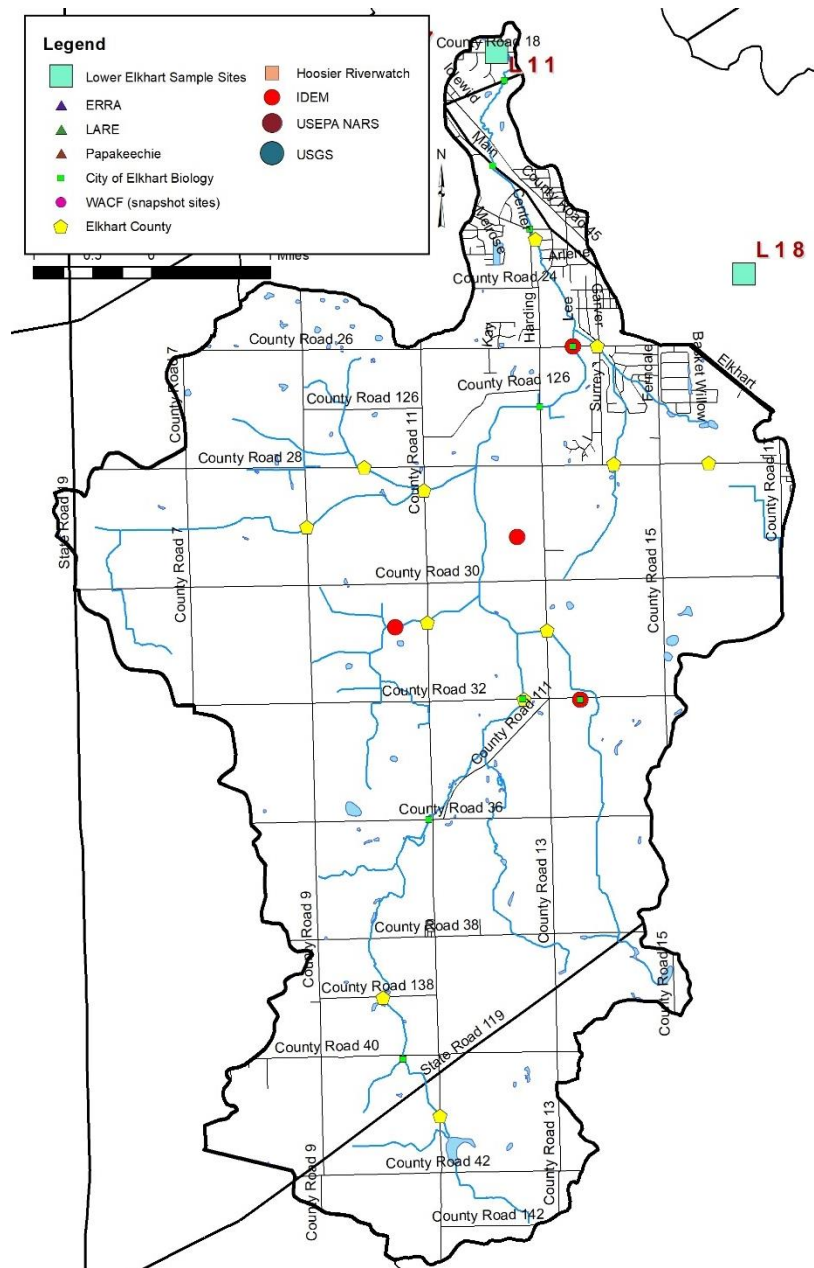 Legend
Lower Elkhart Sample Sites
ERRA
LARE
Papakeechie
City of Elkhart Biology
WACF (snapshot sites)
Elkhart County
Hoosier Riverwatch
IDEM
USEPA NARS
USGS
N
0.5 0 Miles
County Road 18
L11
Idlewild
Main
County Road 45
Center
Melrose
Arlene
L18
County Road 24
Harding
Lee
Garver
Kay
County Road 26
County Road 7
Surrey
Ferndale
Basket Willow
Elkhart
County Road 126
County Road 126
County Road 11
County Road 28
County Road 17
State Road 19
County Road 7
County Road 15
County Road 30
County Road 32
County Road 111
County Road 36
County Road 13
County Road 9
County Road 38
County Road 15
County Road 138
State Road 119
County Road 40
County Road 13
County Road 9
County Road 42
County Road 142